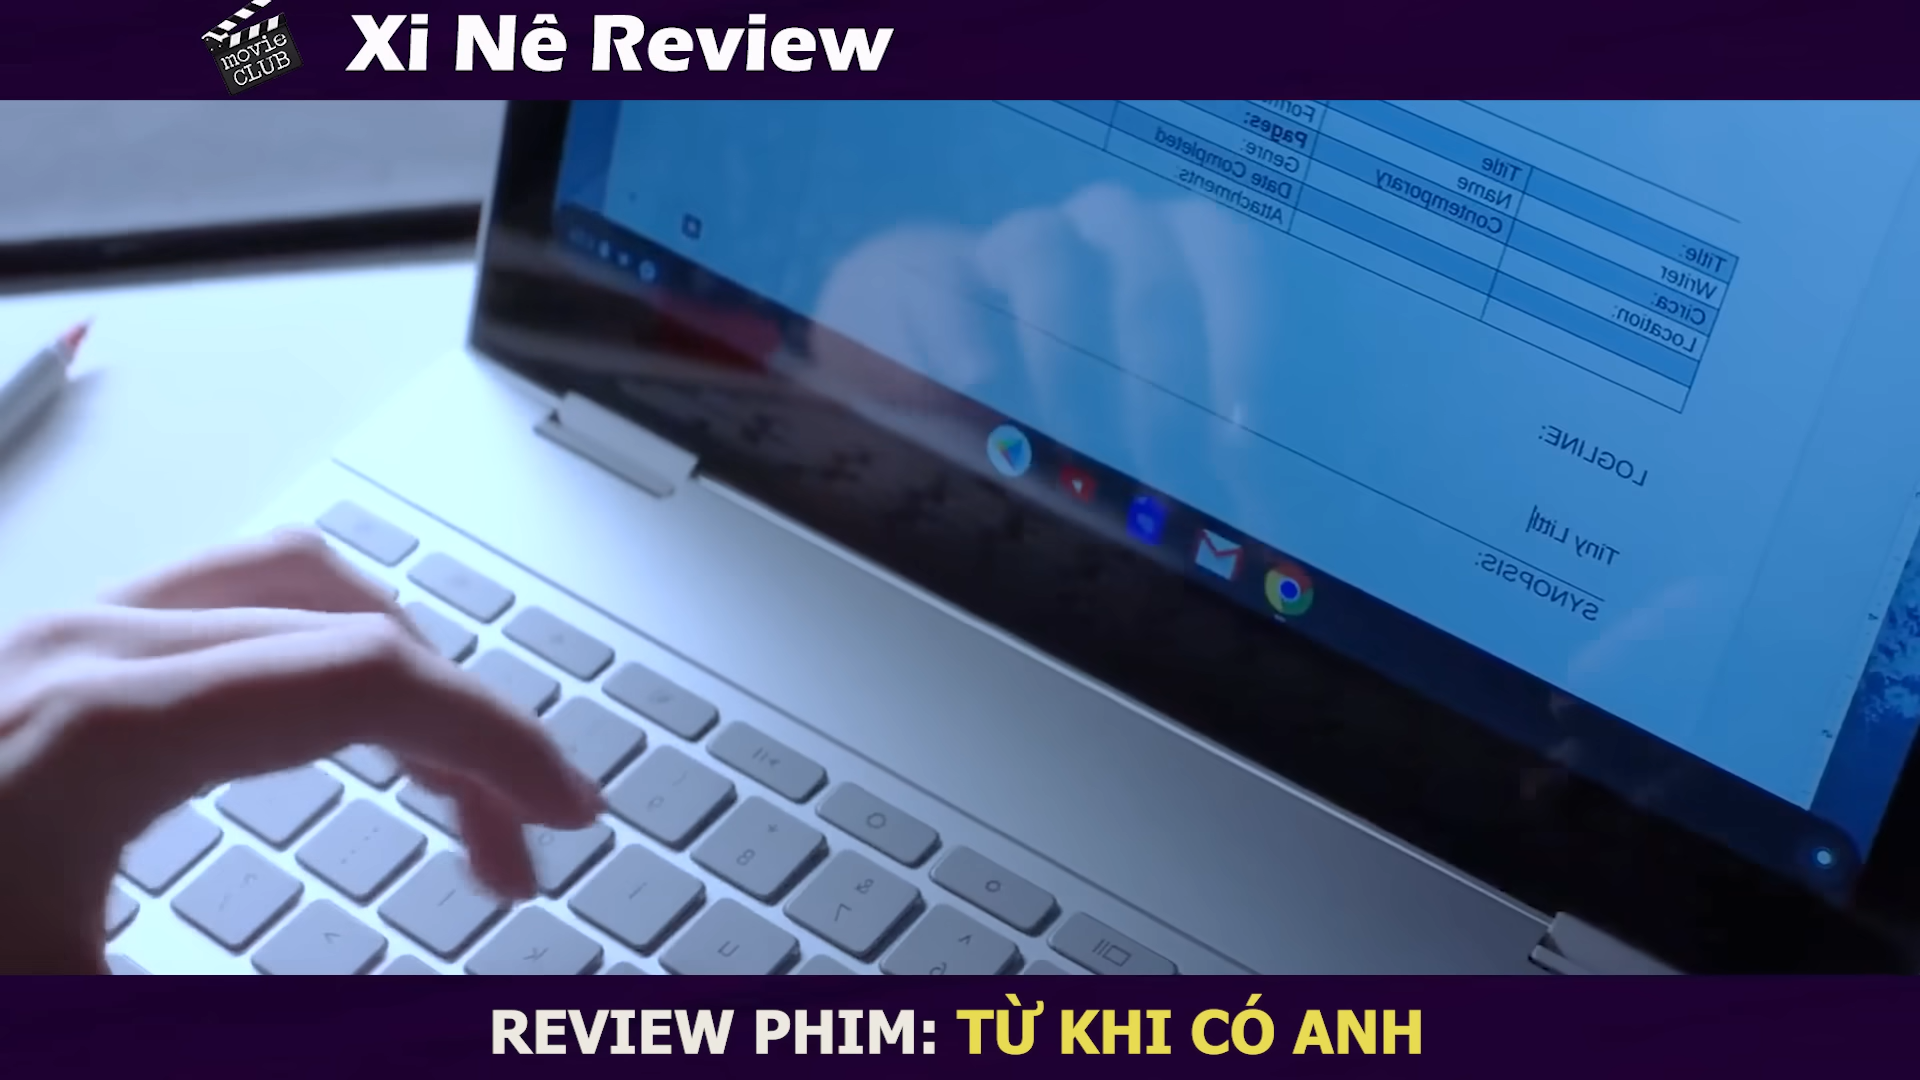 movie
CLUB
Xi Nê Review
Pages:
Genre:
Date Completed
Attachments:
Title
Name
Contemporary
Title:
Writer
Circa:
Location:
LOGLINE:
Tiny Littl
SYNOPSIS:
REVIEW PHIM: TỪ KHI CÓ ANH